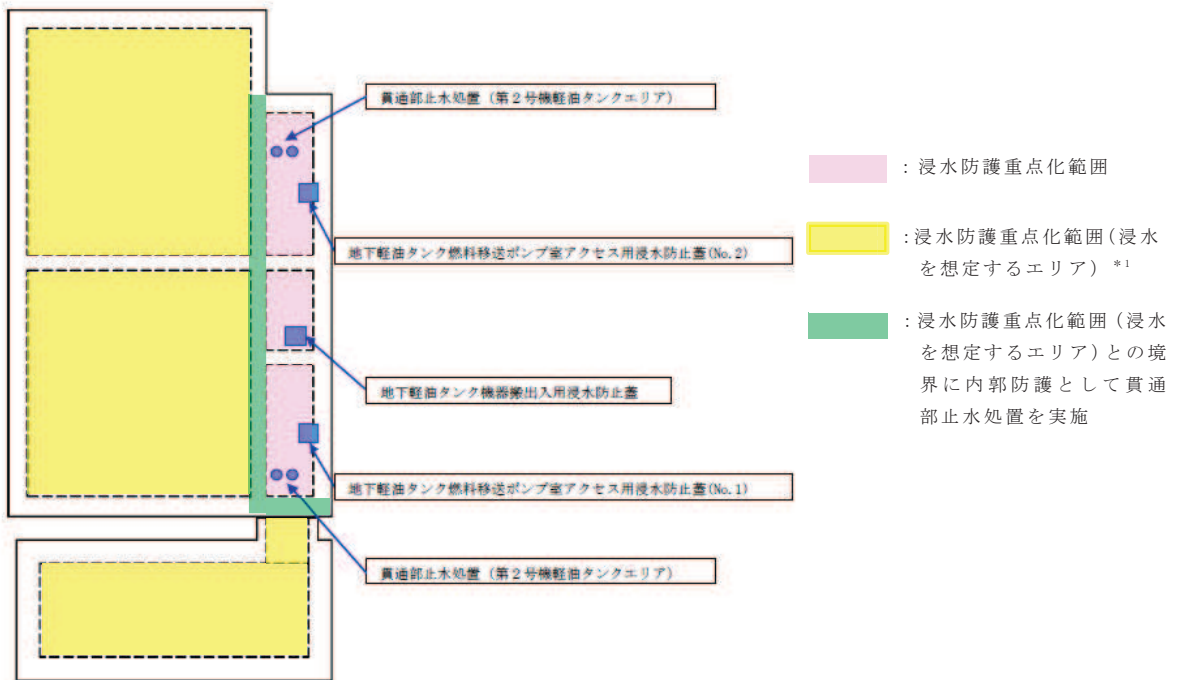 貫通部止水処置（第２号機軽油タンクエリア）
地下軽油タンク燃料移送ポンプ室アクセス用浸水防止蓋(No.2)
地下軽油タンク機器搬出入用浸水防止蓋
地下軽油タンク燃料移送ポンプ室アクセス用浸水防止蓋(No.1)
貫通部止水処置（第２号機軽油タンクエリア）
：浸水防護重点化範囲
：浸水防護重点化範囲（浸水
を想定するエリア）*1
：浸水防護重点化範囲（浸水
を想定するエリア）との境
界に内郭防護として貫通
部止水処置を実施